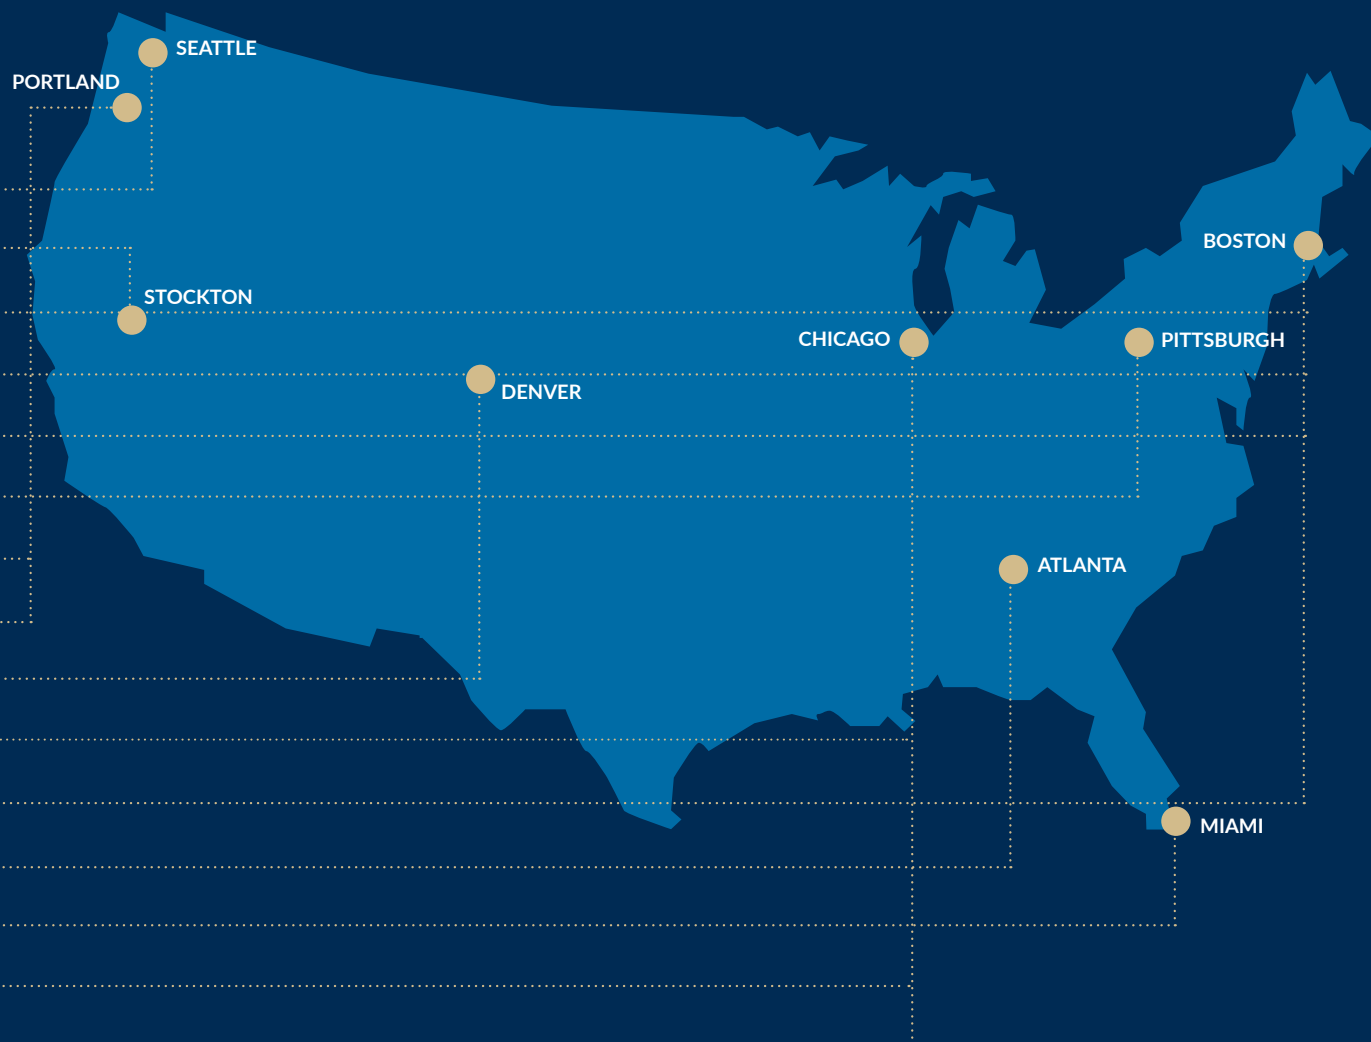 SEATTLE
PORTLAND
BOSTON
STOCKTON
CHICAGO
PITTSBURGH
DENVER
ATLANTA
MIAMI